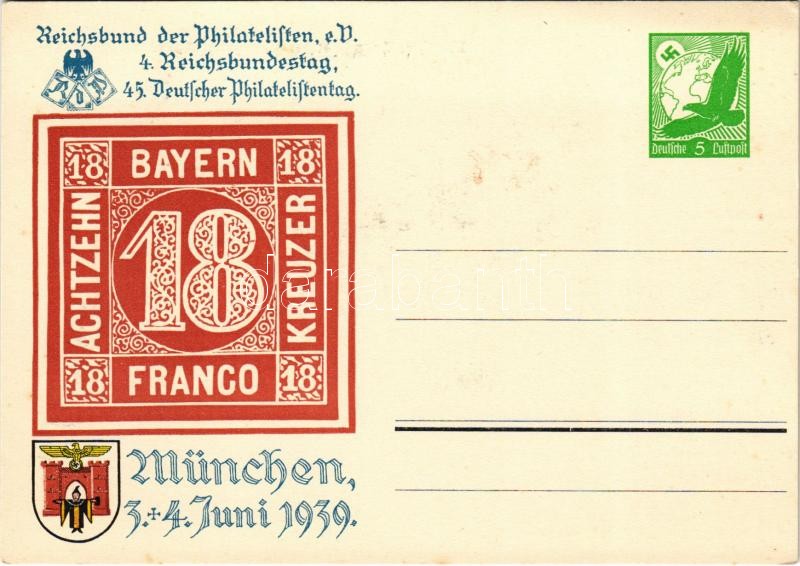 Reichsbund der Philatelisten, e.V.
4. Reichsbundestag,
45. Deutscher Philatelistentag.
R d P
18 BAYERN 18
ACHTZEHN
18
KREUZER
18 FRANCO 18
Deutsche 5 Luftpost
darabanth
München,
3.+4. Juni 1939.